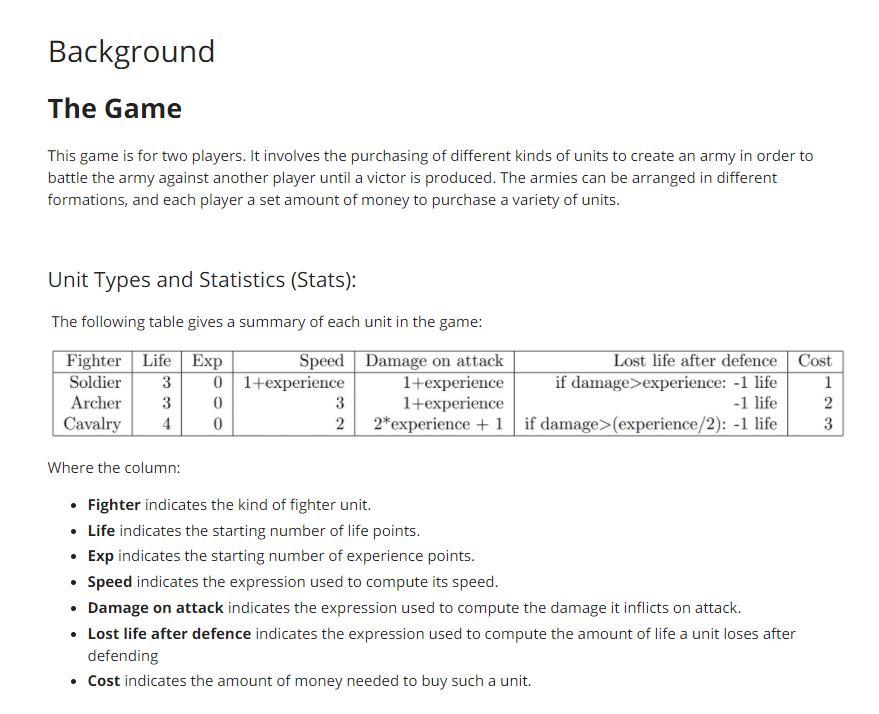 Background
The Game
This game is for two players. It involves the purchasing of different kinds of units to create an army in order to
battle the army against another player until a victor is produced. The armies can be arranged in different
formations, and each player a set amount of money to purchase a variety of units.
Unit Types and Statistics (Stats):
The following table gives a summary of each unit in the game:
Fighter Life Exp Speed Damage on attack Lost life after defence Cost
Soldier 3 0 1+experience 1+experience if damage>experience: -1 life 1
Archer 3 0 3 1+experience -1 life 2
Cavalry 4 0 2 2*experience + 1 if damage>(experience/2): -1 life 3
Where the column:
• Fighter indicates the kind of fighter unit.
• Life indicates the starting number of life points.
• Exp indicates the starting number of experience points.
• Speed indicates the expression used to compute its speed.
• Damage on attack indicates the expression used to compute the damage it inflicts on attack.
• Lost life after defence indicates the expression used to compute the amount of life a unit loses after
defending
• Cost indicates the amount of money needed to buy such a unit.